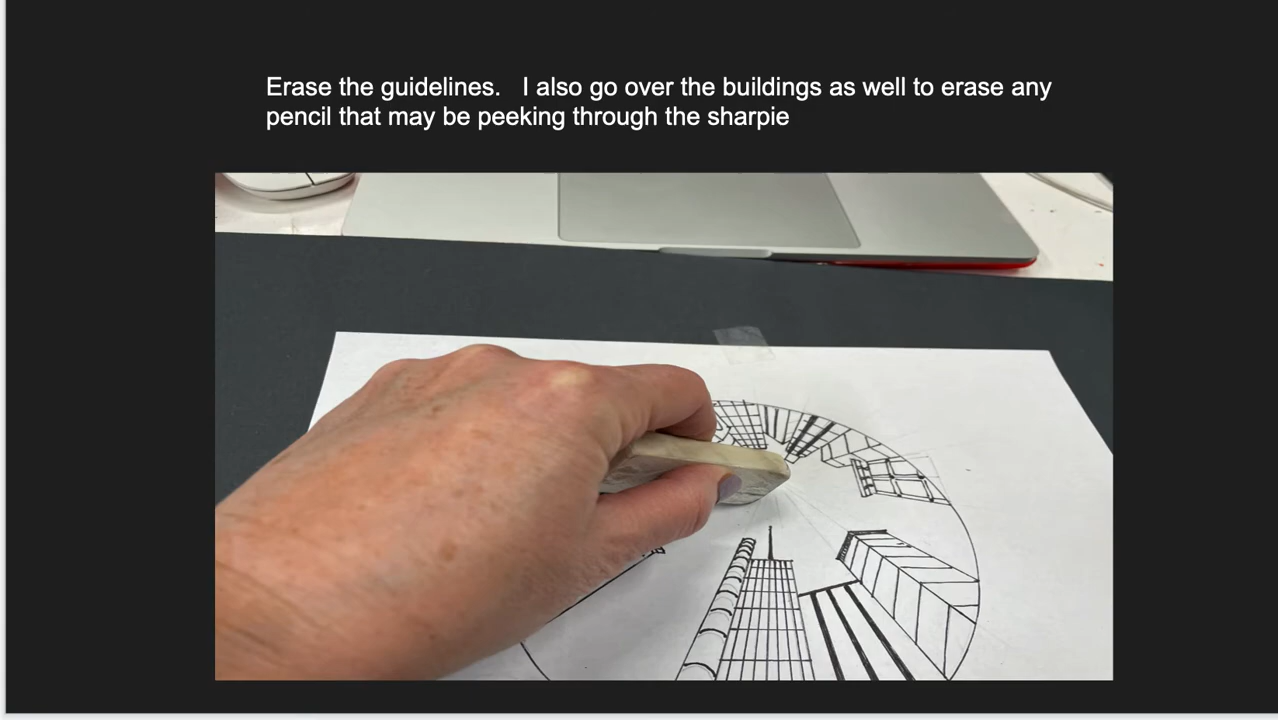 Erase the guidelines.   I also go over the buildings as well to erase any
pencil that may be peeking through the sharpie